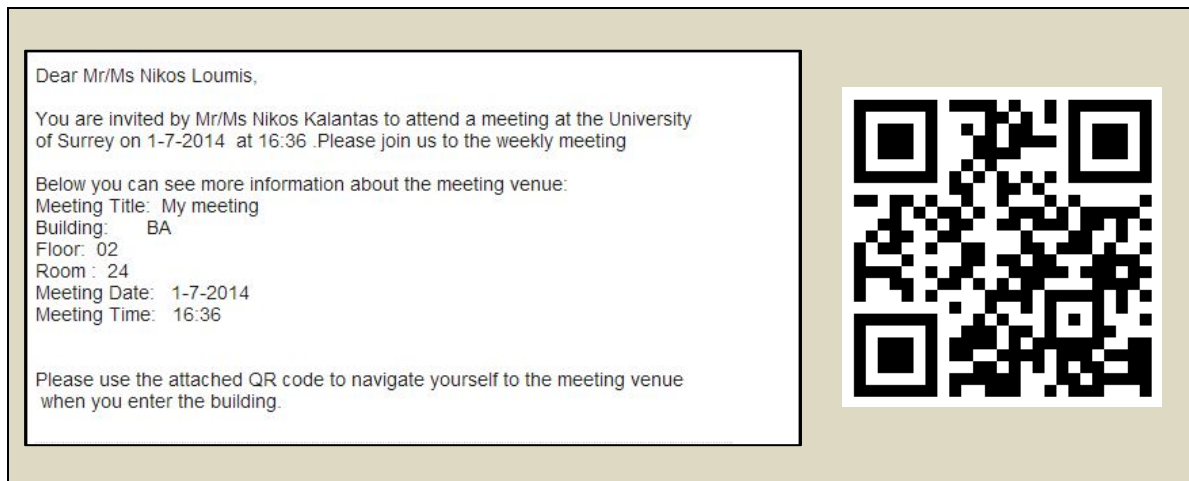 Dear Mr/Ms Nikos Loumis,
You are invited by Mr/Ms Nikos Kalantas to attend a meeting at the University
of Surrey on 1-7-2014  at 16:36 .Please join us to the weekly meeting
Below you can see more information about the meeting venue:
Meeting Title:  My meeting
Building:      BA
Floor:  02
Room :  24
Meeting Date:   1-7-2014
Meeting Time:   16:36
Please use the attached QR code to navigate yourself to the meeting venue
when you enter the building.